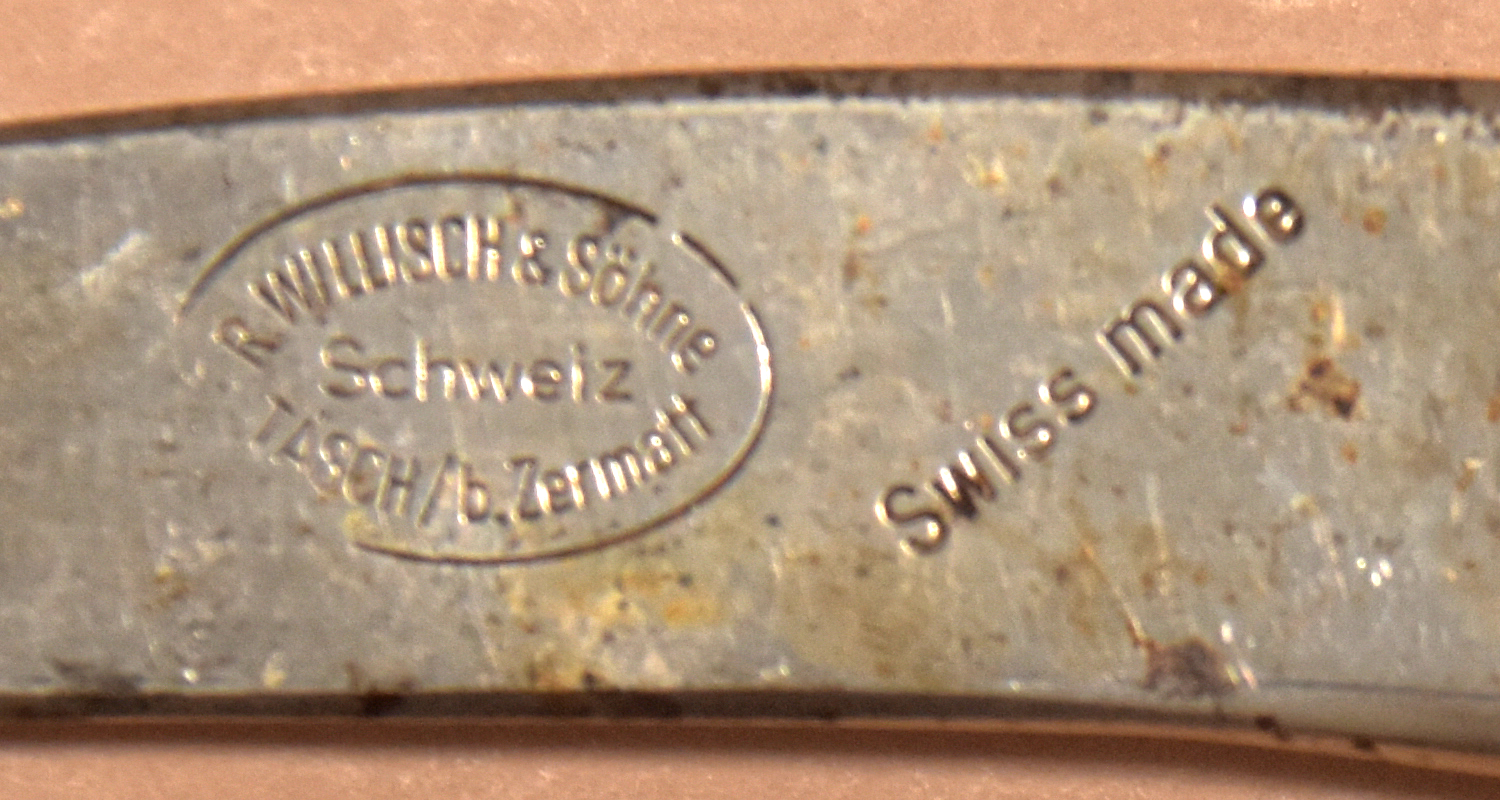 R. WILLISCH & Söhne
Schweiz
TÄSCH/b.Zermatt
Swiss made